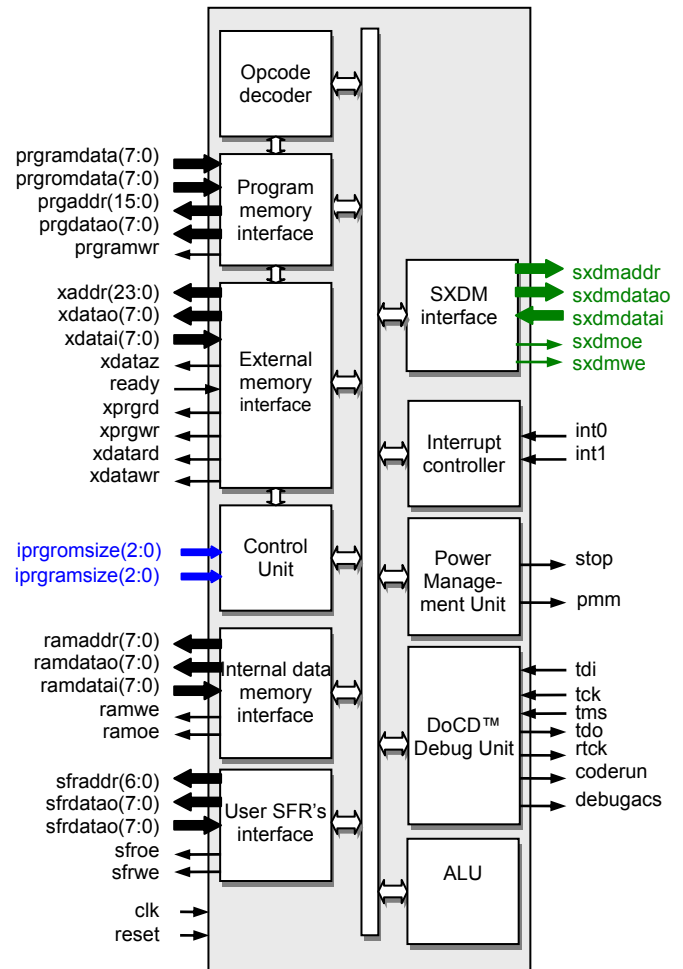 Opcode
decoder
prgramdata(7:0)
prgromdata(7:0)
prgaddr(15:0)
prgdatao(7:0)
prgramwr
Program
memory
interface
xaddr(23:0)
xdatao(7:0)
xdatai(7:0)
xdataz
ready
xprgrd
xprgwr
xdatard
xdatawr
External
memory
interface
iprgromsize(2:0)
iprgramsize(2:0)
Control
Unit
ramaddr(7:0)
ramdatao(7:0)
ramdatai(7:0)
ramwe
ramoe
Internal data
memory
interface
sfraddr(6:0)
sfrdatao(7:0)
sfrdatao(7:0)
sfroe
sfrwe
User SFR's
interface
clk
reset
SXDM
interface
sxdmaddr
sxdmdatao
sxdmdatai
sxdmoe
sxdmwe
Interrupt
controller
int0
int1
Power
Manage-
ment Unit
stop
pmm
DoCD™
Debug Unit
tdi
tck
tms
tdo
rtck
coderun
debugacs
ALU